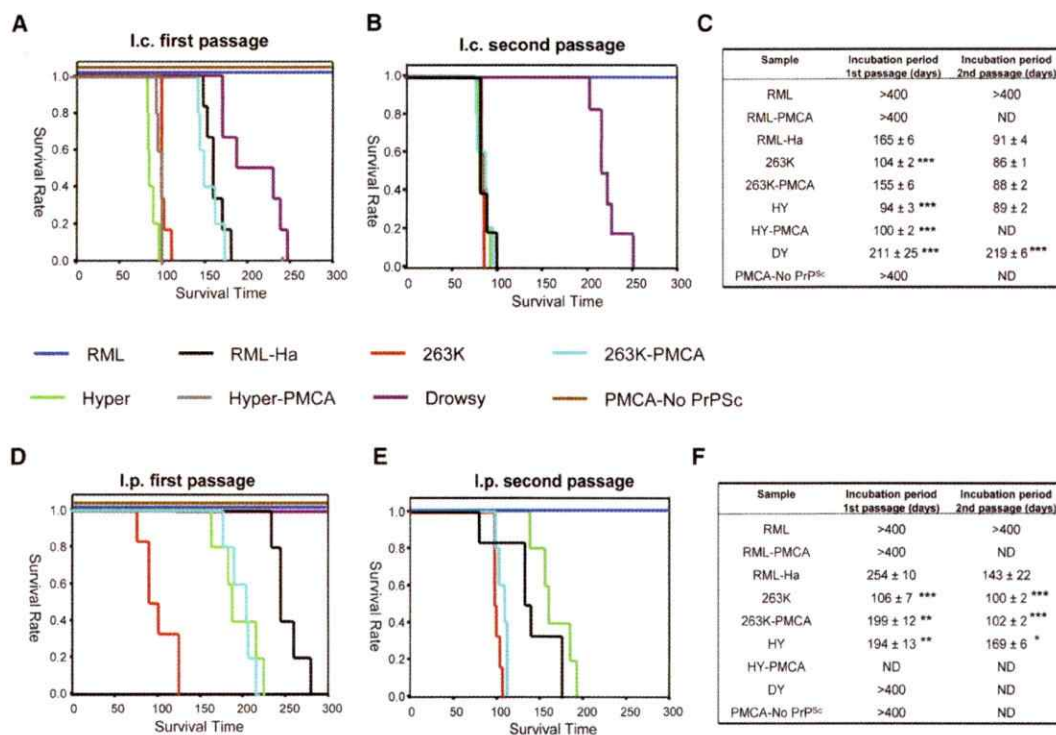 A
I.c. first passage
1.0
0.8
0.6
0.4
0.2
0.0
Survival Rate
0 50 100 150 200 250 300
Survival Time
B
I.c. second passage
1.0
0.8
0.6
0.4
0.2
0.0
Survival Rate
0 50 100 150 200 250 300
Survival Time
C
Sample Incubation period 1st passage (days) Incubation period 2nd passage (days)
RML >400 >400
RML-PMCA >400 ND
RML-Ha 165 ± 6 91 ± 4
263K 104 ± 2 *** 86 ± 1
263K-PMCA 155 ± 6 88 ± 2
HY 94 ± 3 *** 89 ± 2
HY-PMCA 100 ± 2 *** ND
DY 211 ± 25 *** 219 ± 6 ***
PMCA-No PrPSc >400 ND
RML RML-Ha 263K 263K-PMCA
Hyper Hyper-PMCA Drowsy PMCA-No PrPSc
D
I.p. first passage
1.0
0.8
0.6
0.4
0.2
0.0
Survival Rate
0 50 100 150 200 250 300
Survival Time
E
I.p. second passage
1.0
0.8
0.6
0.4
0.2
0.0
Survival Rate
0 50 100 150 200 250 300
Survival Time
F
Sample Incubation period 1st passage (days) Incubation period 2nd passage (days)
RML >400 >400
RML-PMCA >400 ND
RML-Ha 254 ± 10 143 ± 22
263K 106 ± 7 *** 100 ± 2 ***
263K-PMCA 199 ± 12 ** 102 ± 2 ***
HY 194 ± 13 ** 169 ± 6 *
HY-PMCA ND ND
DY >400 ND
PMCA-No PrPSc >400 ND